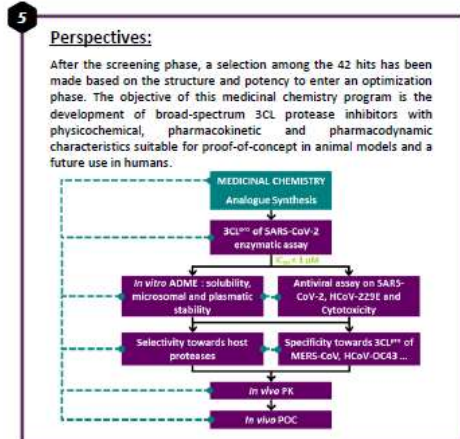 5
Perspectives:
After the screening phase, a selection among the 42 hits has been
made based on the structure and potency to enter an optimization
phase. The objective of this medicinal chemistry program is the
development of broad-spectrum 3CL protease inhibitors with
physicochemical, pharmacokinetic and pharmacodynamic
characteristics suitable for proof-of-concept in animal models and a
future use in humans.
MEDICINAL CHEMISTRY
Analogue Synthesis
3CLᵖʳᵒ of SARS-CoV-2
enzymatic assay
IC₅₀ < 1 µM
In vitro ADME : solubility,
microsomal and plasmatic
stability
Antiviral assay on SARS-
CoV-2, HCoV-229E and
Cytotoxicity
Selectivity towards host
proteases
Specificity towards 3CLᵖʳᵒ of
MERS-CoV, HCoV-OC43 ...
In vivo PK
In vivo POC